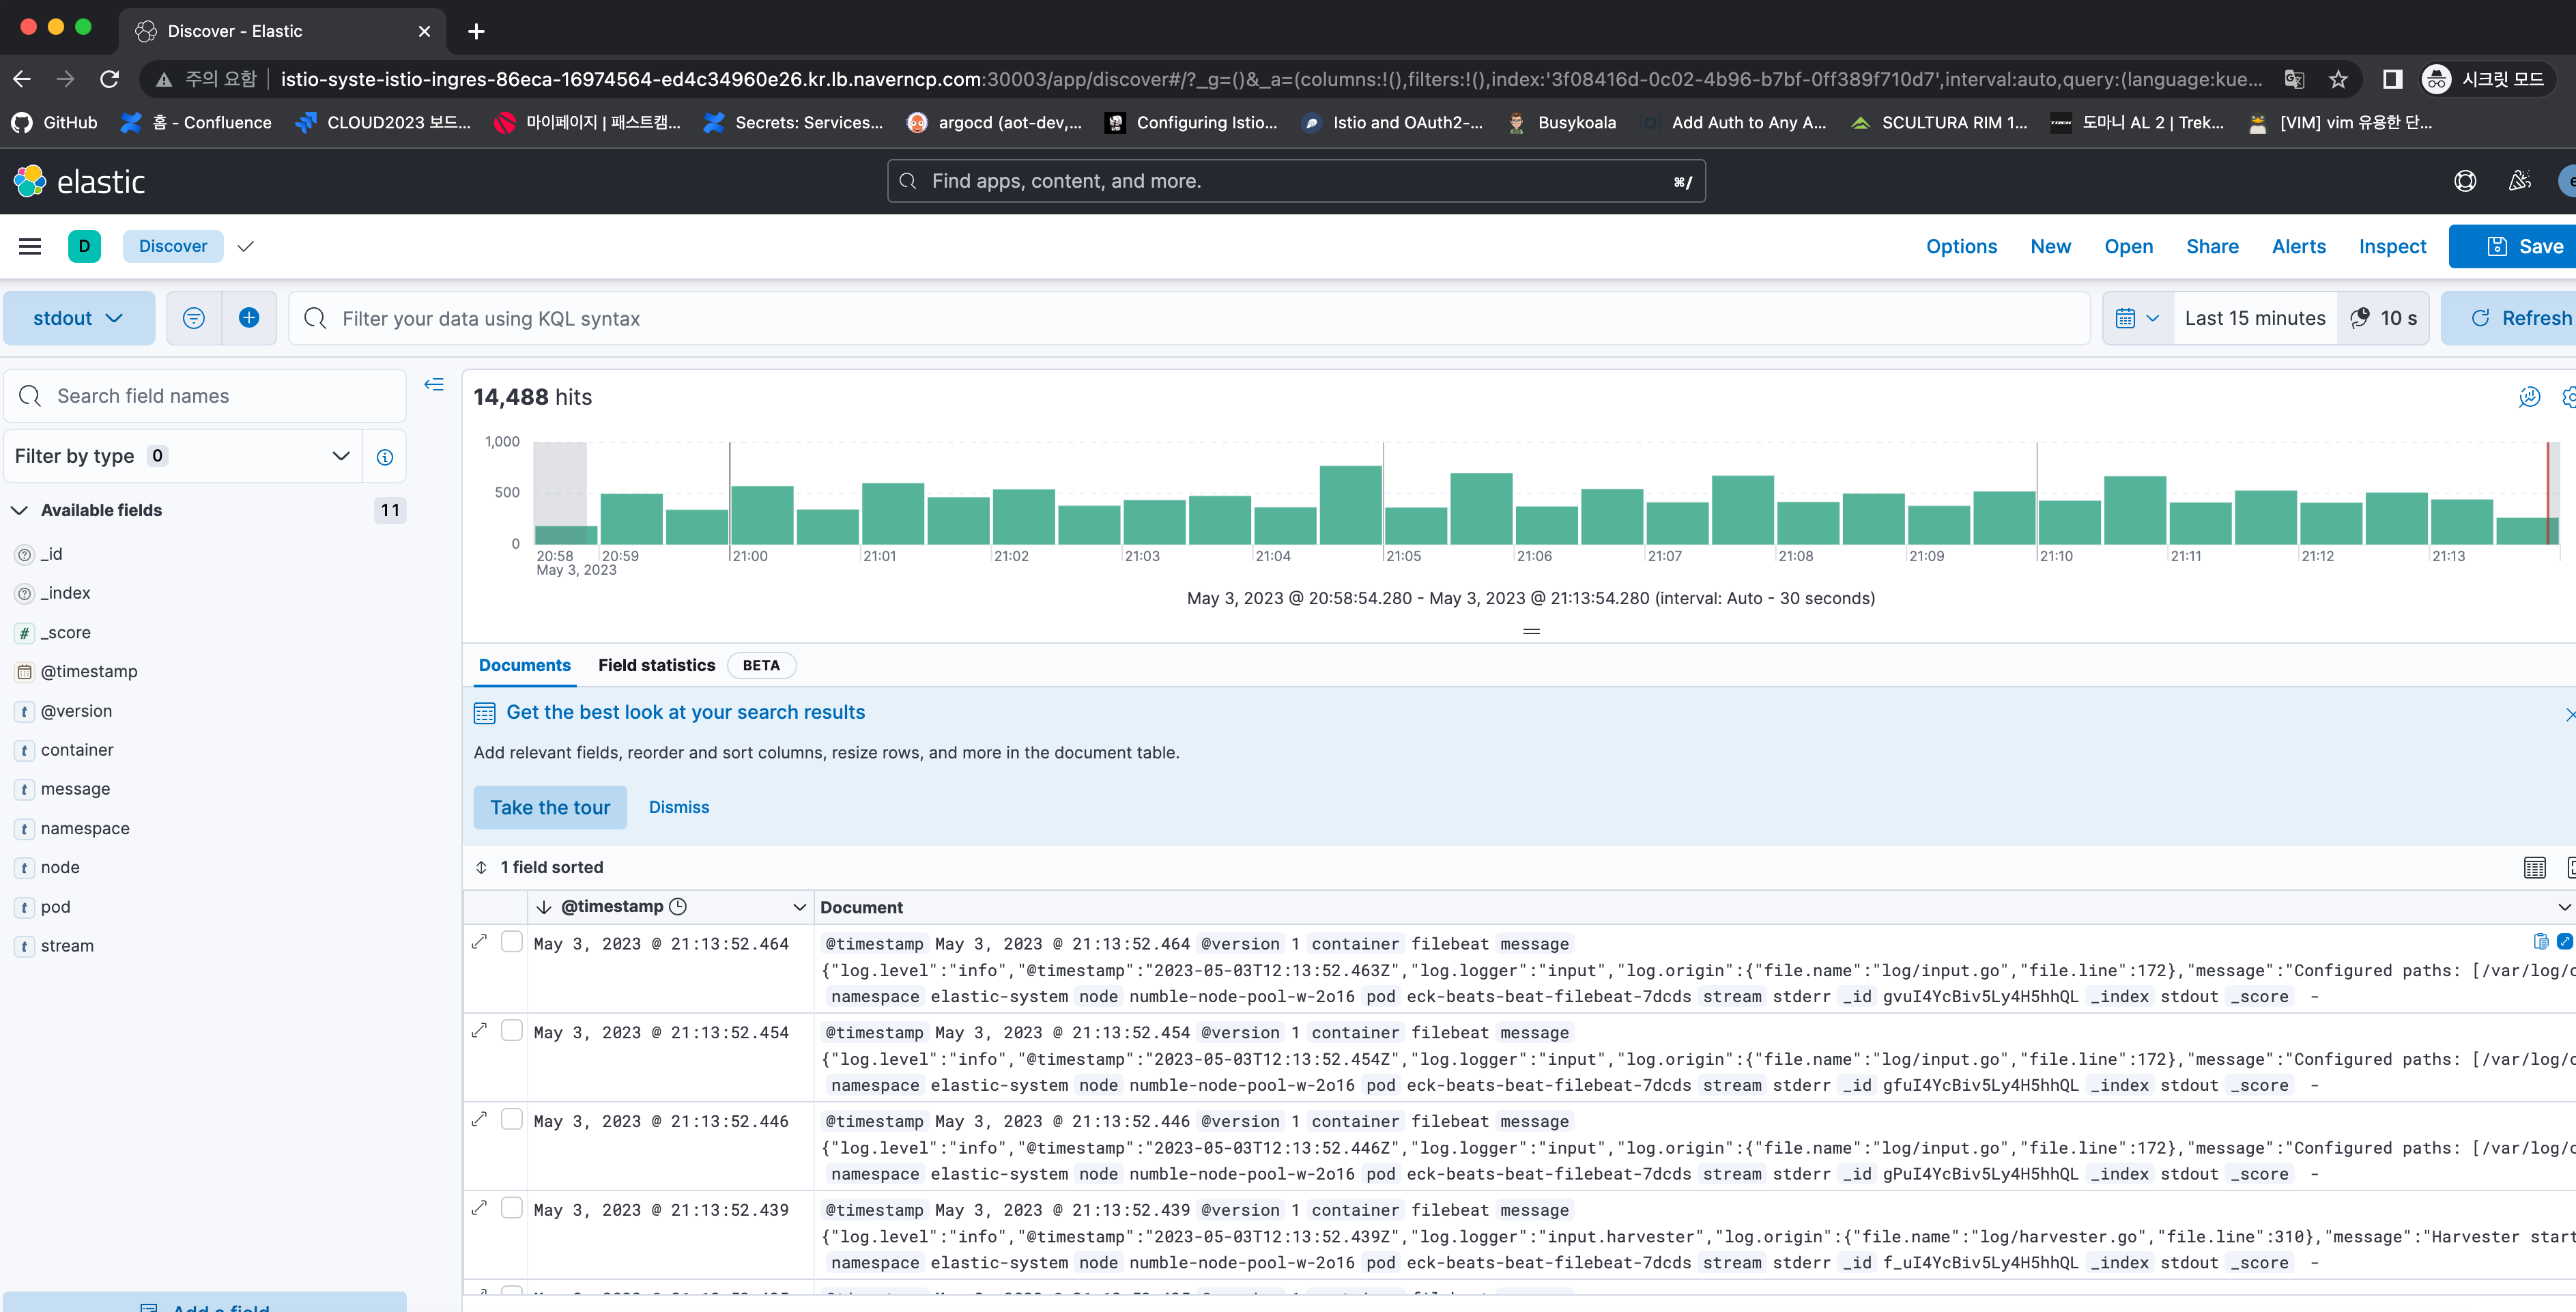 Discover - Elastic
주의 요함 istio-syste-istio-ingres-86eca-16974564-ed4c34960e26.kr.lb.naverncp.com:30003/app/discover#/?_g=()&_a=(columns:!(),filters:!(),index:'3f08416d-0c02-4b96-b7bf-0ff389f710d7',interval:auto,query:(language:kue... 시크릿 모드
GitHub 홈 - Confluence CLOUD2023 보드... 마이페이지 | 패스트캠... Secrets: Services... argocd (aot-dev,... Configuring Istio... Istio and OAuth2-... Busykoala Add Auth to Any A... SCULTURA RIM 1... 도마니 AL 2 | Trek... [VIM] vim 유용한 단...
elastic Find apps, content, and more. ⌘/ e
D Discover Options New Open Share Alerts Inspect Save
stdout Filter your data using KQL syntax Last 15 minutes 10 s Refresh
Search field names
Filter by type 0
Available fields 11
_id
_index
_score
@timestamp
@version
container
message
namespace
node
pod
stream
Add a field
14,488 hits
1,000
500
0
20:58 20:59 21:00 21:01 21:02 21:03 21:04 21:05 21:06 21:07 21:08 21:09 21:10 21:11 21:12 21:13
May 3, 2023
May 3, 2023 @ 20:58:54.280 - May 3, 2023 @ 21:13:54.280 (interval: Auto - 30 seconds)
Documents Field statistics BETA
Get the best look at your search results
Add relevant fields, reorder and sort columns, resize rows, and more in the document table.
Take the tour Dismiss
1 field sorted
@timestamp Document
May 3, 2023 @ 21:13:52.464 @timestamp May 3, 2023 @ 21:13:52.464 @version 1 container filebeat message
{"log.level":"info","@timestamp":"2023-05-03T12:13:52.463Z","log.logger":"input","log.origin":{"file.name":"log/input.go","file.line":172},"message":"Configured paths: [/var/log/c
namespace elastic-system node numble-node-pool-w-2o16 pod eck-beats-beat-filebeat-7dcds stream stderr _id gvuI4YcBiv5Ly4H5hhQL _index stdout _score -
May 3, 2023 @ 21:13:52.454 @timestamp May 3, 2023 @ 21:13:52.454 @version 1 container filebeat message
{"log.level":"info","@timestamp":"2023-05-03T12:13:52.454Z","log.logger":"input","log.origin":{"file.name":"log/input.go","file.line":172},"message":"Configured paths: [/var/log/c
namespace elastic-system node numble-node-pool-w-2o16 pod eck-beats-beat-filebeat-7dcds stream stderr _id gfuI4YcBiv5Ly4H5hhQL _index stdout _score -
May 3, 2023 @ 21:13:52.446 @timestamp May 3, 2023 @ 21:13:52.446 @version 1 container filebeat message
{"log.level":"info","@timestamp":"2023-05-03T12:13:52.446Z","log.logger":"input","log.origin":{"file.name":"log/input.go","file.line":172},"message":"Configured paths: [/var/log/c
namespace elastic-system node numble-node-pool-w-2o16 pod eck-beats-beat-filebeat-7dcds stream stderr _id gPuI4YcBiv5Ly4H5hhQL _index stdout _score -
May 3, 2023 @ 21:13:52.439 @timestamp May 3, 2023 @ 21:13:52.439 @version 1 container filebeat message
{"log.level":"info","@timestamp":"2023-05-03T12:13:52.439Z","log.logger":"input.harvester","log.origin":{"file.name":"log/harvester.go","file.line":310},"message":"Harvester start
namespace elastic-system node numble-node-pool-w-2o16 pod eck-beats-beat-filebeat-7dcds stream stderr _id f_uI4YcBiv5Ly4H5hhQL _index stdout _score -